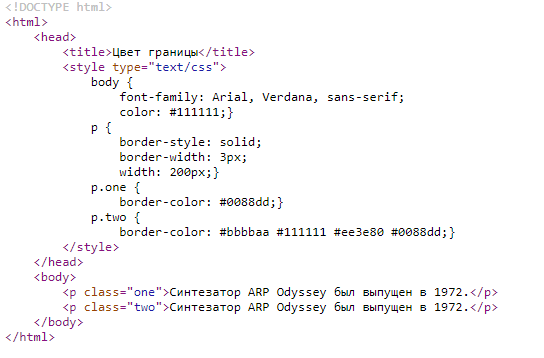 <!DOCTYPE html>
<html>
    <head>
        <title>Цвет границы</title>
        <style type="text/css">
            body {
                font-family: Arial, Verdana, sans-serif;
                color: #111111;}
            p {
                border-style: solid;
                border-width: 3px;
                width: 200px;}
            p.one {
                border-color: #0088dd;}
            p.two {
                border-color: #bbbbaa #111111 #ee3e80 #0088dd;}
        </style>
    </head>
    <body>
        <p class="one">Синтезатор ARP Odyssey был выпущен в 1972.</p>
        <p class="two">Синтезатор ARP Odyssey был выпущен в 1972.</p>
    </body>
</html>